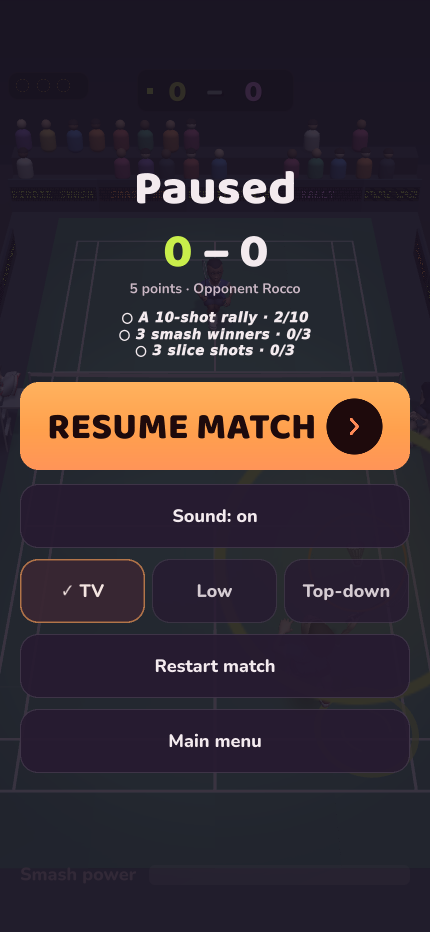 0 – 0
Paused
0 – 0
5 points · Opponent Rocco
○ A 10-shot rally · 2/10
○ 3 smash winners · 0/3
○ 3 slice shots · 0/3
RESUME MATCH
Sound: on
✓ TV Low Top-down
Restart match
Main menu
Smash power